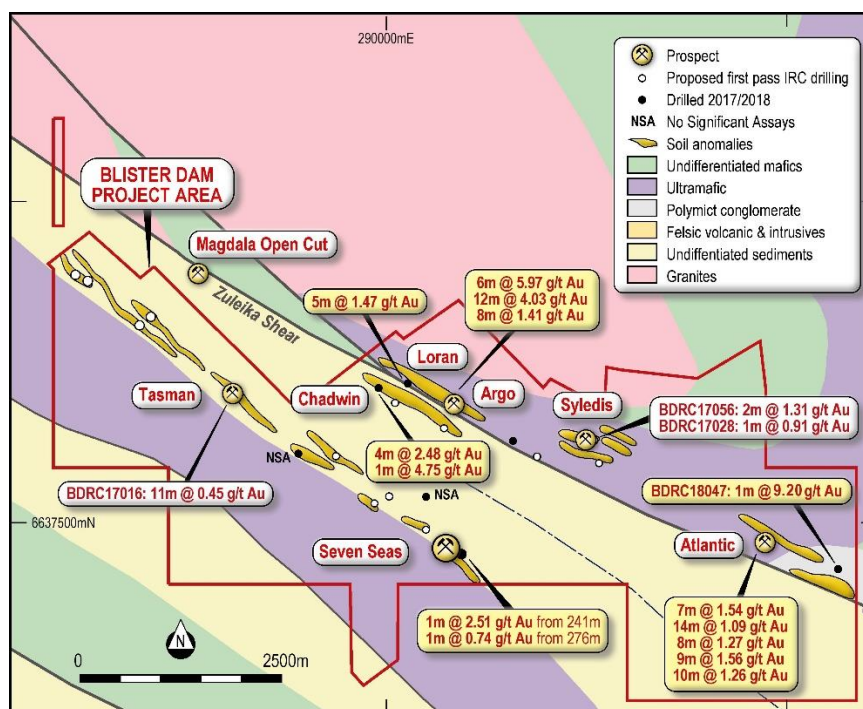 290000mE
Prospect
Proposed first pass IRC drilling
Drilled 2017/2018
NSA No Significant Assays
Soil anomalies
Undifferentiated mafics
Ultramafic
Polymict conglomerate
Felsic volcanic & intrusives
Undiffentiated sediments
Granites
BLISTER DAM
PROJECT AREA
Magdala Open Cut
Zuleika Shear
5m @ 1.47 g/t Au
6m @ 5.97 g/t Au
12m @ 4.03 g/t Au
8m @ 1.41 g/t Au
Loran
Chadwin
Argo
Tasman
Syledis
BDRC17056: 2m @ 1.31 g/t Au
BDRC17028: 1m @ 0.91 g/t Au
4m @ 2.48 g/t Au
1m @ 4.75 g/t Au
NSA
BDRC17016: 11m @ 0.45 g/t Au
NSA
BDRC18047: 1m @ 9.20 g/t Au
6637500mN
Seven Seas
Atlantic
1m @ 2.51 g/t Au from 241m
1m @ 0.74 g/t Au from 276m
7m @ 1.54 g/t Au
14m @ 1.09 g/t Au
8m @ 1.27 g/t Au
9m @ 1.56 g/t Au
10m @ 1.26 g/t Au
N
0 2500m